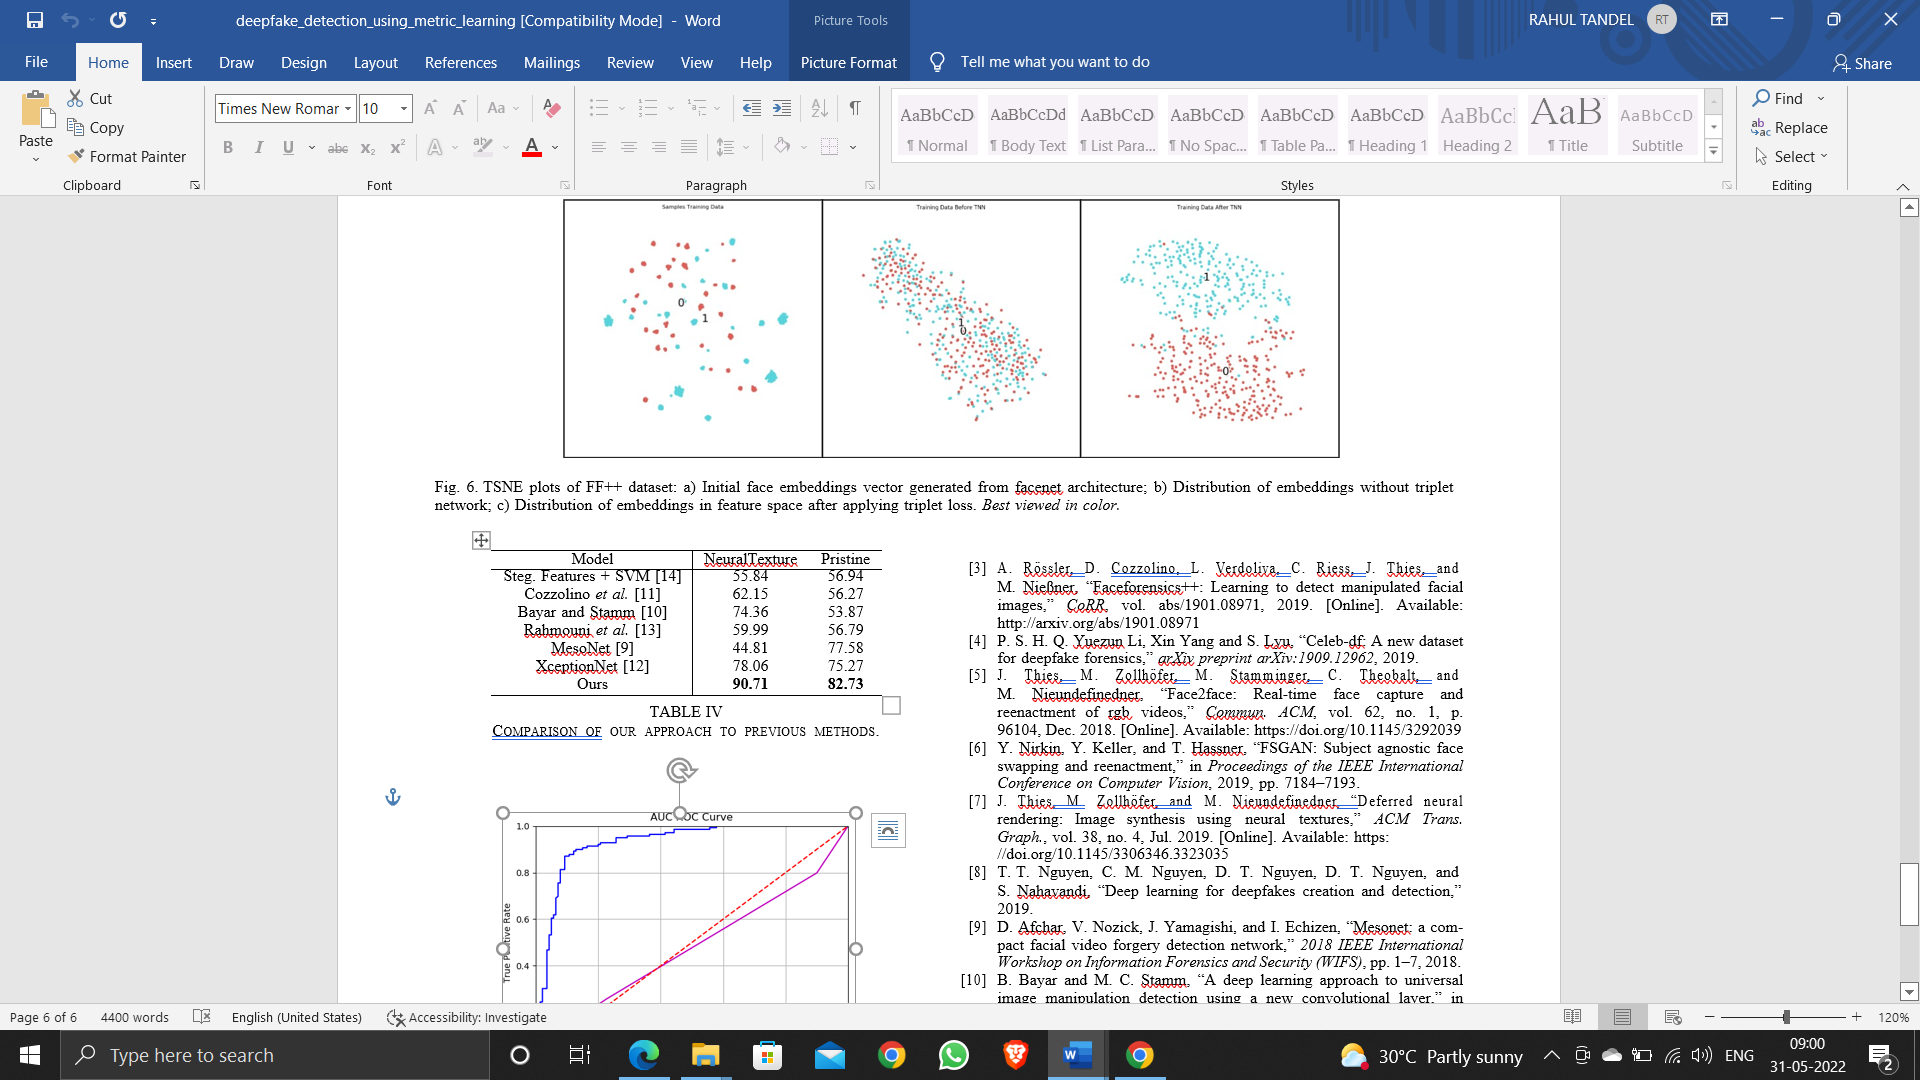 deepfake_detection_using_metric_learning [Compatibility Mode] - Word
Picture Tools
RAHUL TANDEL
RT
File
Home
Insert
Draw
Design
Layout
References
Mailings
Review
View
Help
Picture Format
Tell me what you want to do
Share
Paste
Cut
Copy
Format Painter
Clipboard
Times New Romar
10
Font
Paragraph
AaBbCcD
¶ Normal
AaBbCcDd
¶ Body Text
AaBbCcD
¶ List Para...
AaBbCcD
¶ No Spac...
AaBbCcD
¶ Table Pa...
AaBbCcD
¶ Heading 1
AaBbCc
Heading 2
AaB
¶ Title
AaBbCcD
Subtitle
Styles
Find
Replace
Select
Editing
Samples Training Data
Training Data Before TNN
Training Data After TNN
0
1
1
0
1
0
Fig. 6. TSNE plots of FF++ dataset: a) Initial face embeddings vector generated from facenet architecture; b) Distribution of embeddings without triplet
network; c) Distribution of embeddings in feature space after applying triplet loss. Best viewed in color.
Model NeuralTexture Pristine
Steg. Features + SVM [14] 55.84 56.94
Cozzolino et al. [11] 62.15 56.27
Bayar and Stamm [10] 74.36 53.87
Rahmouni et al. [13] 59.99 56.79
MesoNet [9] 44.81 77.58
XceptionNet [12] 78.06 75.27
Ours 90.71 82.73
TABLE IV
COMPARISON OF OUR APPROACH TO PREVIOUS METHODS.
AUC ROC Curve
1.0
0.8
0.6
0.4
True Positive Rate
[3] A. Rössler, D. Cozzolino, L. Verdoliva, C. Riess, J. Thies, and
M. Nießner, “Faceforensics++: Learning to detect manipulated facial
images,” CoRR, vol. abs/1901.08971, 2019. [Online]. Available:
http://arxiv.org/abs/1901.08971
[4] P. S. H. Q. Yuezun Li, Xin Yang and S. Lyu, “Celeb-df: A new dataset
for deepfake forensics,” arXiv preprint arXiv:1909.12962, 2019.
[5] J. Thies, M. Zollhöfer, M. Stamminger, C. Theobalt, and
M. Nieundefinedner, “Face2face: Real-time face capture and
reenactment of rgb videos,” Commun. ACM, vol. 62, no. 1, p.
96104, Dec. 2018. [Online]. Available: https://doi.org/10.1145/3292039
[6] Y. Nirkin, Y. Keller, and T. Hassner, “FSGAN: Subject agnostic face
swapping and reenactment,” in Proceedings of the IEEE International
Conference on Computer Vision, 2019, pp. 7184–7193.
[7] J. Thies, M. Zollhöfer, and M. Nieundefinedner, “Deferred neural
rendering: Image synthesis using neural textures,” ACM Trans.
Graph., vol. 38, no. 4, Jul. 2019. [Online]. Available: https:
//doi.org/10.1145/3306346.3323035
[8] T. T. Nguyen, C. M. Nguyen, D. T. Nguyen, D. T. Nguyen, and
S. Nahavandi, “Deep learning for deepfakes creation and detection,”
2019.
[9] D. Afchar, V. Nozick, J. Yamagishi, and I. Echizen, “Mesonet: a com-
pact facial video forgery detection network,” 2018 IEEE International
Workshop on Information Forensics and Security (WIFS), pp. 1–7, 2018.
[10] B. Bayar and M. C. Stamm, “A deep learning approach to universal
image manipulation detection using a new convolutional layer,” in
Page 6 of 6
4400 words
English (United States)
Accessibility: Investigate
120%
Type here to search
30°C Partly sunny
ENG
09:00
31-05-2022
2